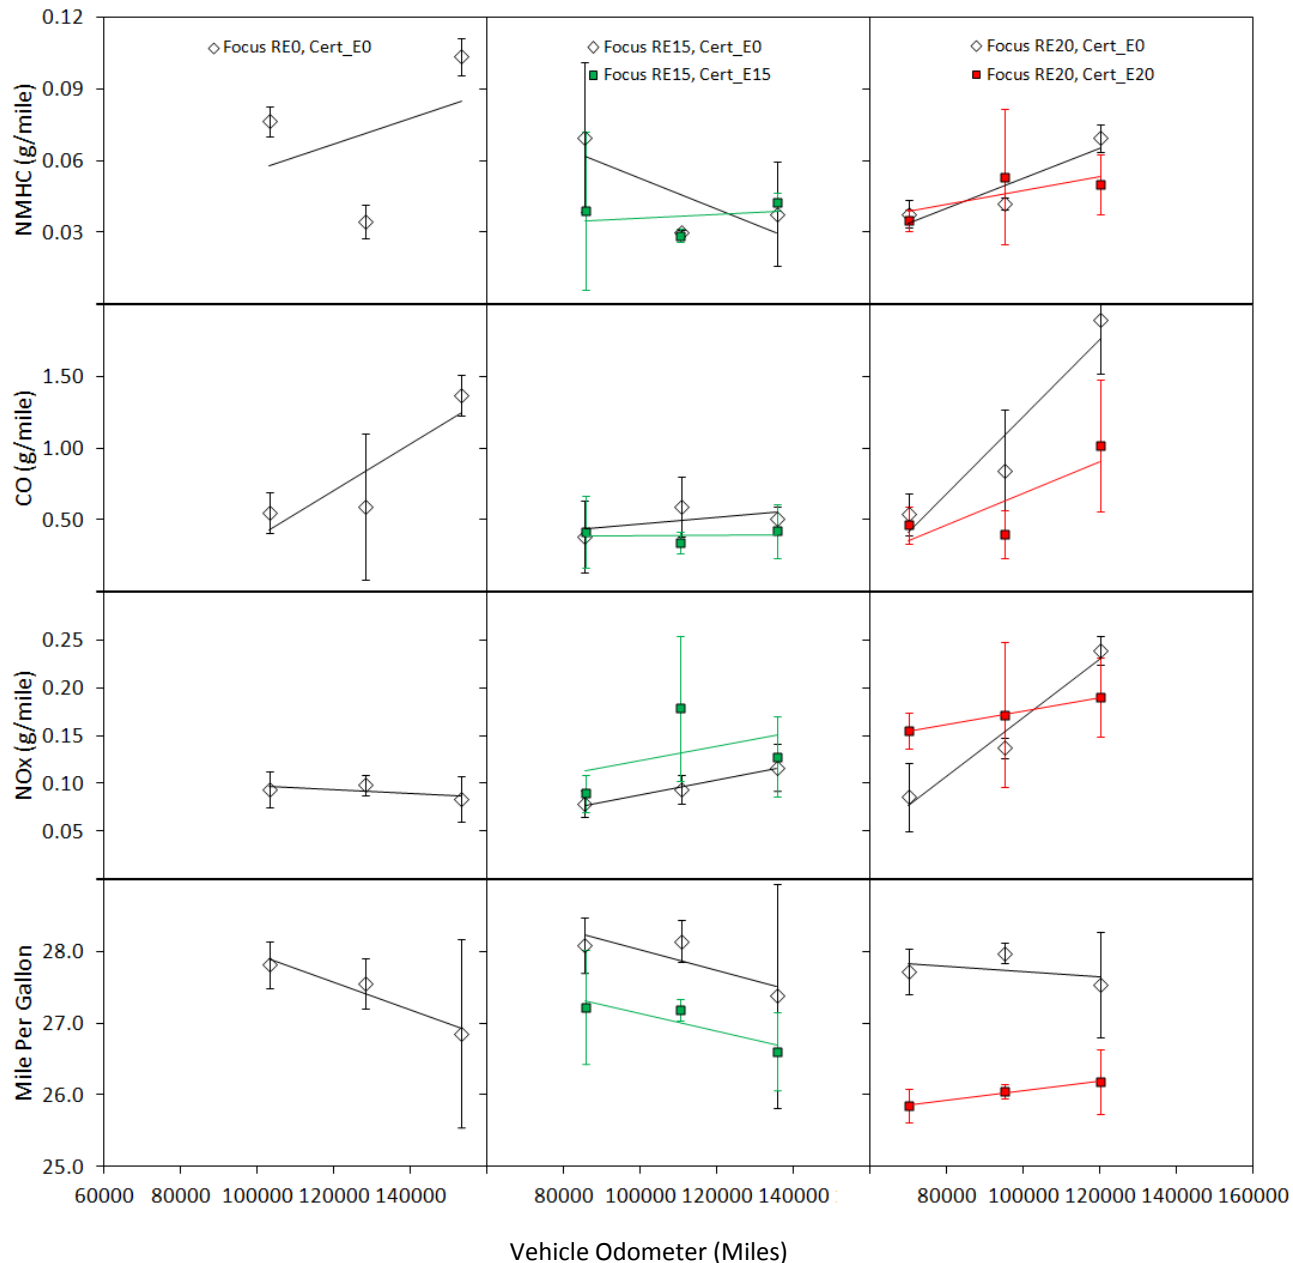 0.12
0.09
0.06
0.03
NMHC (g/mile)
Focus RE0, Cert_E0
Focus RE15, Cert_E0
Focus RE15, Cert_E15
Focus RE20, Cert_E0
Focus RE20, Cert_E20
1.50
1.00
0.50
CO (g/mile)
0.25
0.20
0.15
0.10
0.05
NOx (g/mile)
28.0
27.0
26.0
25.0
Mile Per Gallon
60000 80000 100000 120000 140000 80000 100000 120000 140000 80000 100000 120000 140000 160000
Vehicle Odometer (Miles)